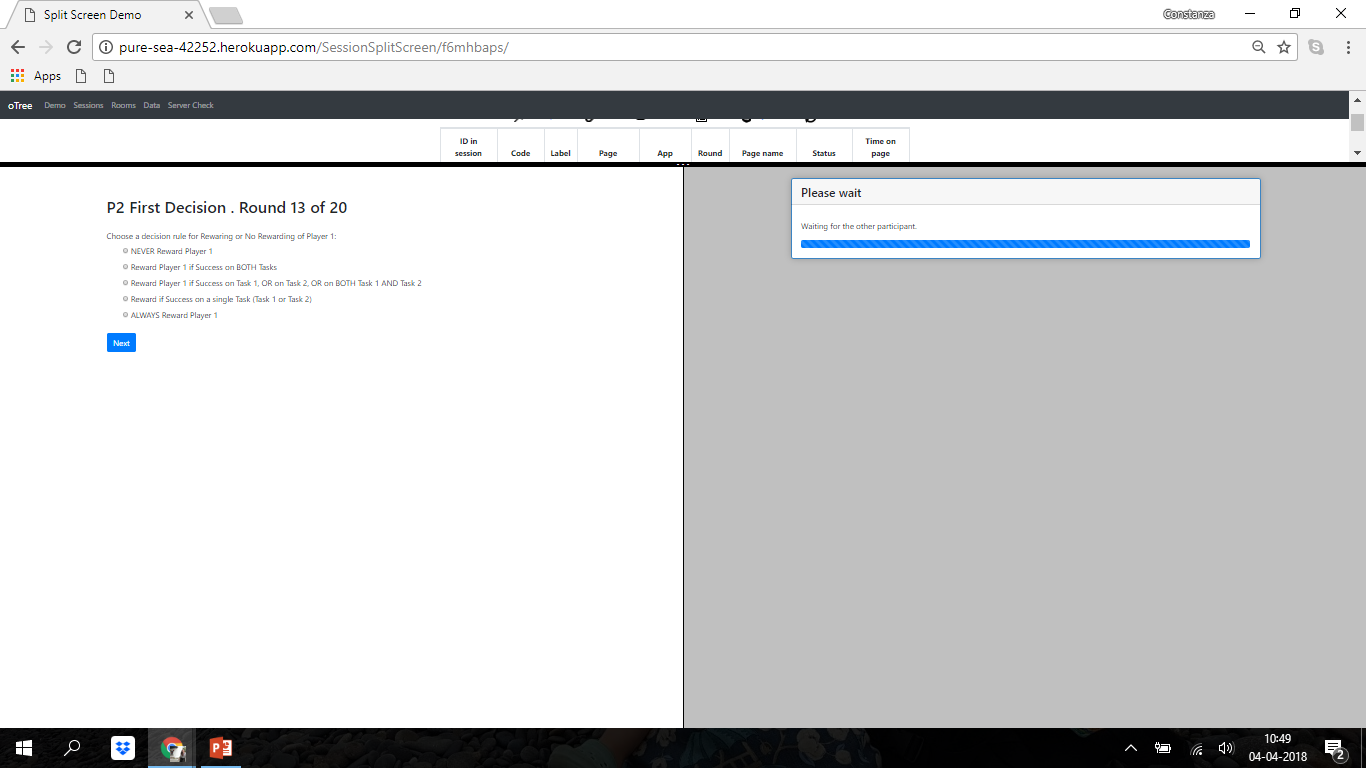 Split Screen Demo
Constanza
pure-sea-42252.herokuapp.com/SessionSplitScreen/f6mhbaps/
Apps
oTree Demo Sessions Rooms Data Server Check
ID in session Code Label Page App Round Page name Status Time on page
P2 First Decision . Round 13 of 20
Choose a decision rule for Rewaring or No Rewarding of Player 1:
NEVER Reward Player 1
Reward Player 1 if Success on BOTH Tasks
Reward Player 1 if Success on Task 1, OR on Task 2, OR on BOTH Task 1 AND Task 2
Reward if Success on a single Task (Task 1 or Task 2)
ALWAYS Reward Player 1
Next
Please wait
Waiting for the other participant.
10:49
04-04-2018
2